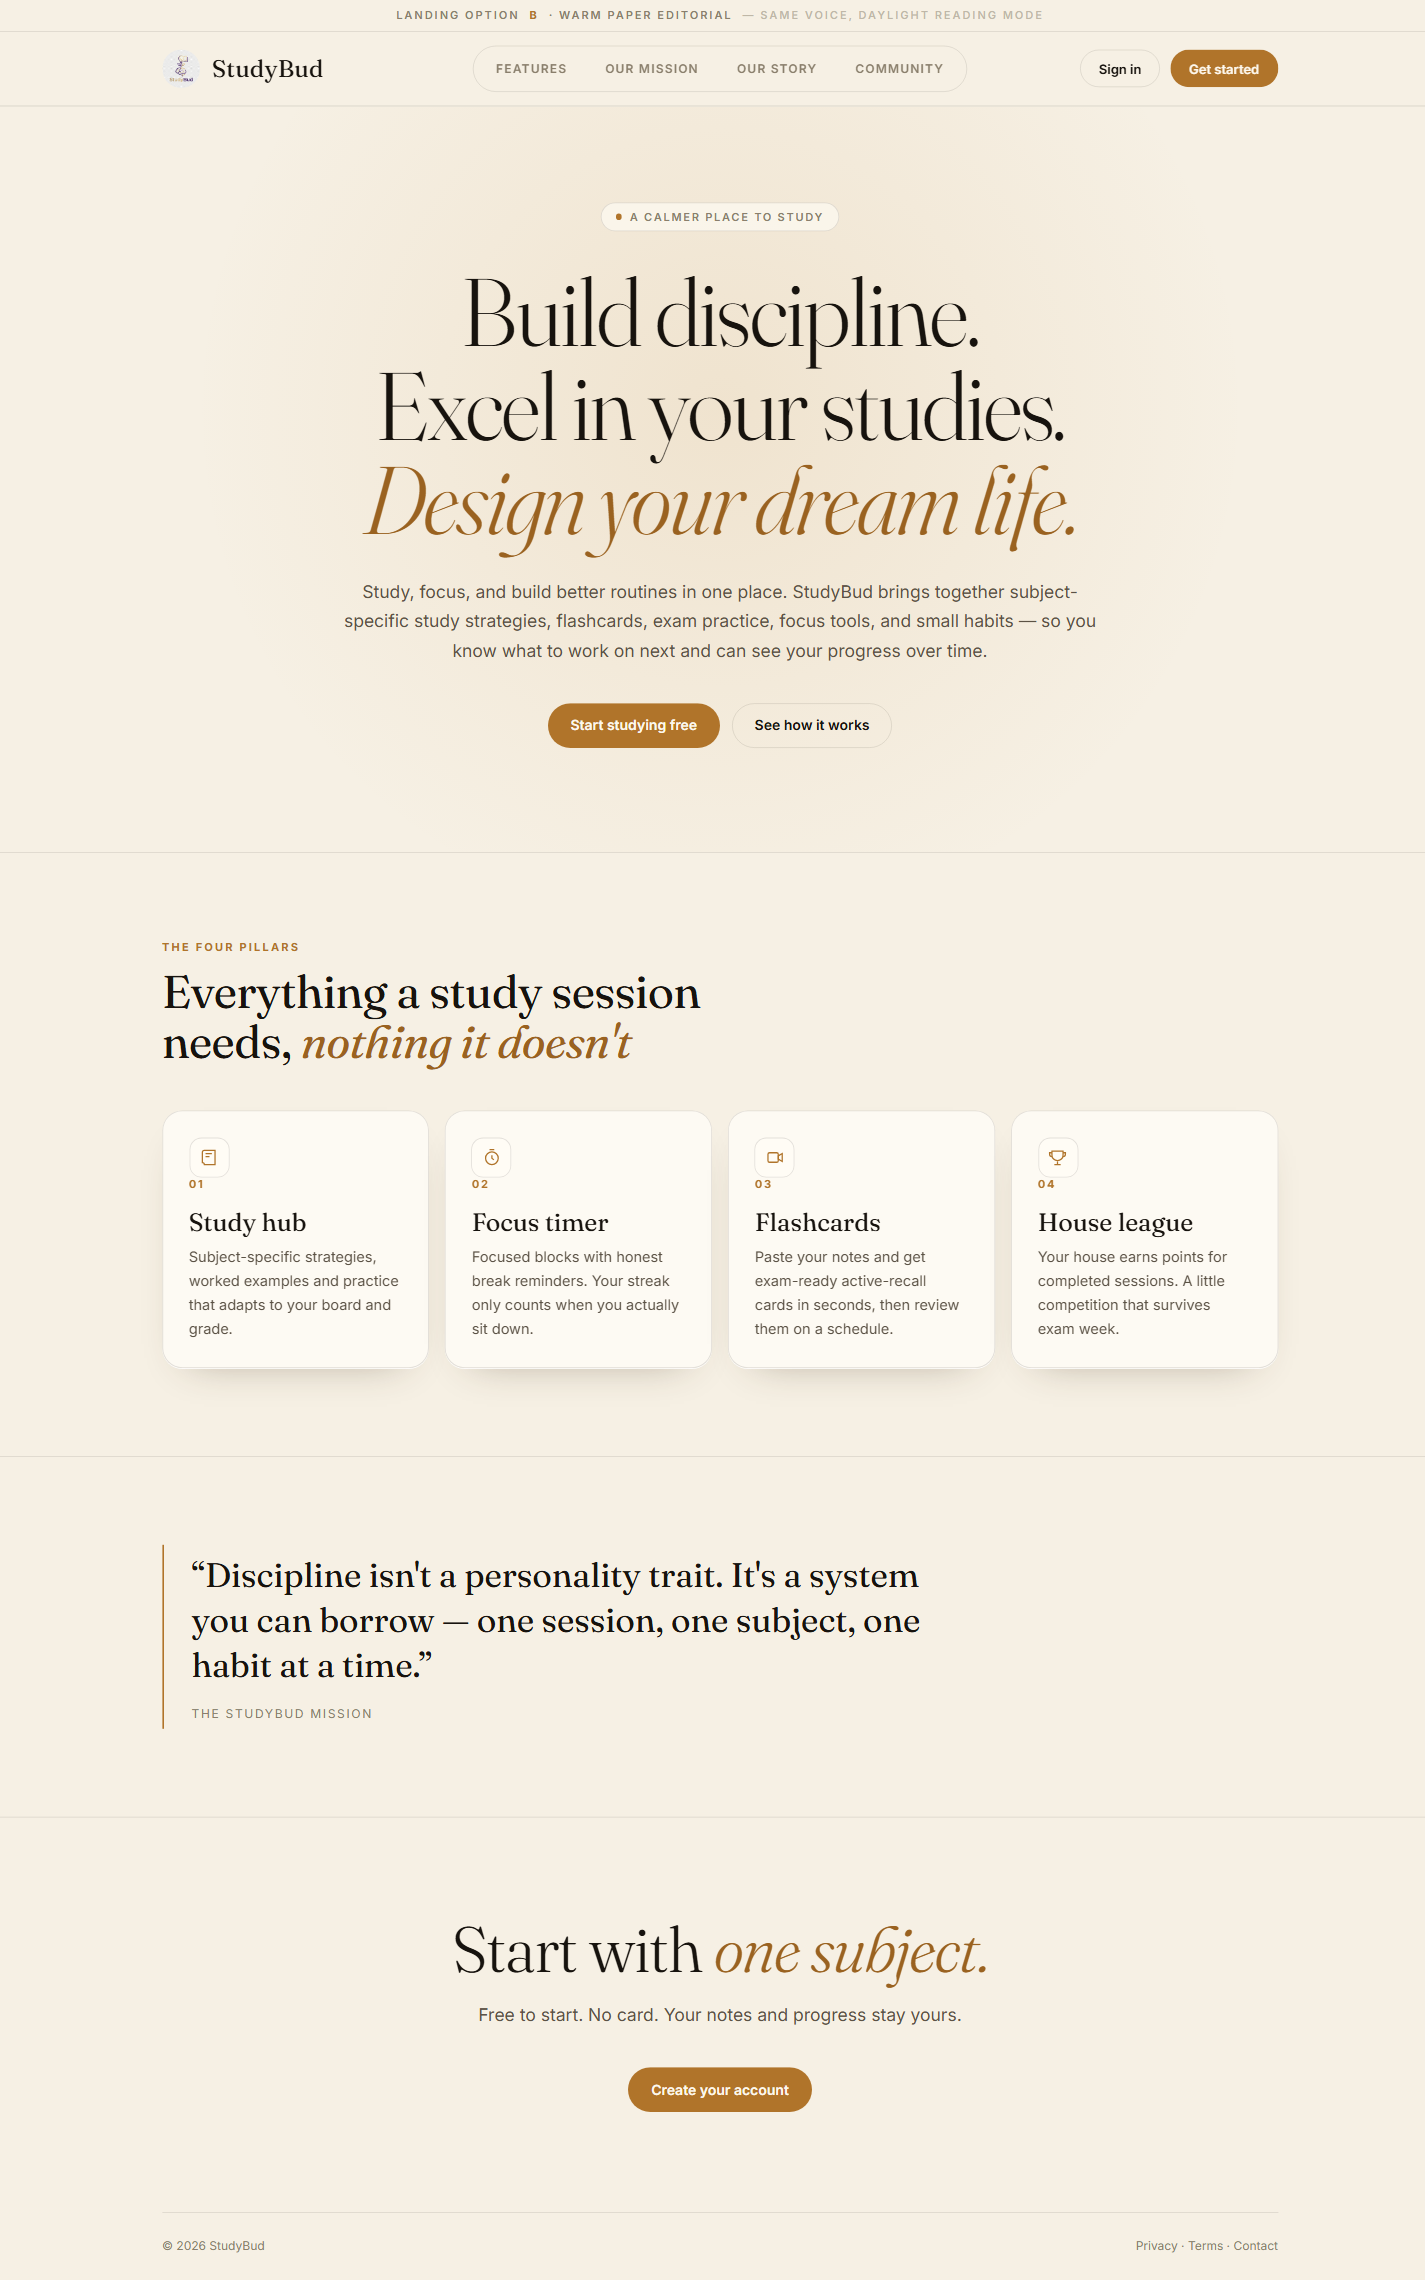 LANDING OPTION B · WARM PAPER EDITORIAL — SAME VOICE, DAYLIGHT READING MODE
StudyBud
FEATURES OUR MISSION OUR STORY COMMUNITY
Sign in
Get started
A CALMER PLACE TO STUDY
Build discipline.
Excel in your studies.
Design your dream life.
Study, focus, and build better routines in one place. StudyBud brings together subject-
specific study strategies, flashcards, exam practice, focus tools, and small habits — so you
know what to work on next and can see your progress over time.
Start studying free
See how it works
THE FOUR PILLARS
Everything a study session
needs, nothing it doesn't
01
Study hub
Subject-specific strategies,
worked examples and practice
that adapts to your board and
grade.
02
Focus timer
Focused blocks with honest
break reminders. Your streak
only counts when you actually
sit down.
03
Flashcards
Paste your notes and get
exam-ready active-recall
cards in seconds, then review
them on a schedule.
04
House league
Your house earns points for
completed sessions. A little
competition that survives
exam week.
“Discipline isn't a personality trait. It's a system
you can borrow — one session, one subject, one
habit at a time.”
THE STUDYBUD MISSION
Start with one subject.
Free to start. No card. Your notes and progress stay yours.
Create your account
© 2026 StudyBud
Privacy · Terms · Contact